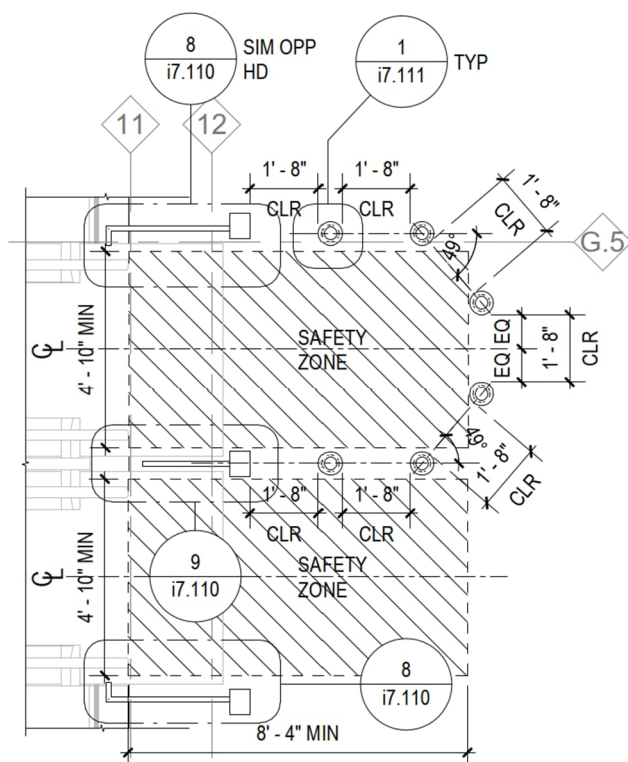 8
i7.110
SIM OPP
HD
1
i7.111
TYP
11
12
1' - 8"
CLR
1' - 8"
CLR
1' - 8"
CLR
49°
G.5
4' - 10" MIN
CL
SAFETY
ZONE
EQ
EQ
1' - 8"
CLR
49°
1' - 8"
CLR
1' - 8"
CLR
1' - 8"
CLR
9
i7.110
4' - 10" MIN
CL
SAFETY
ZONE
8
i7.110
8' - 4" MIN